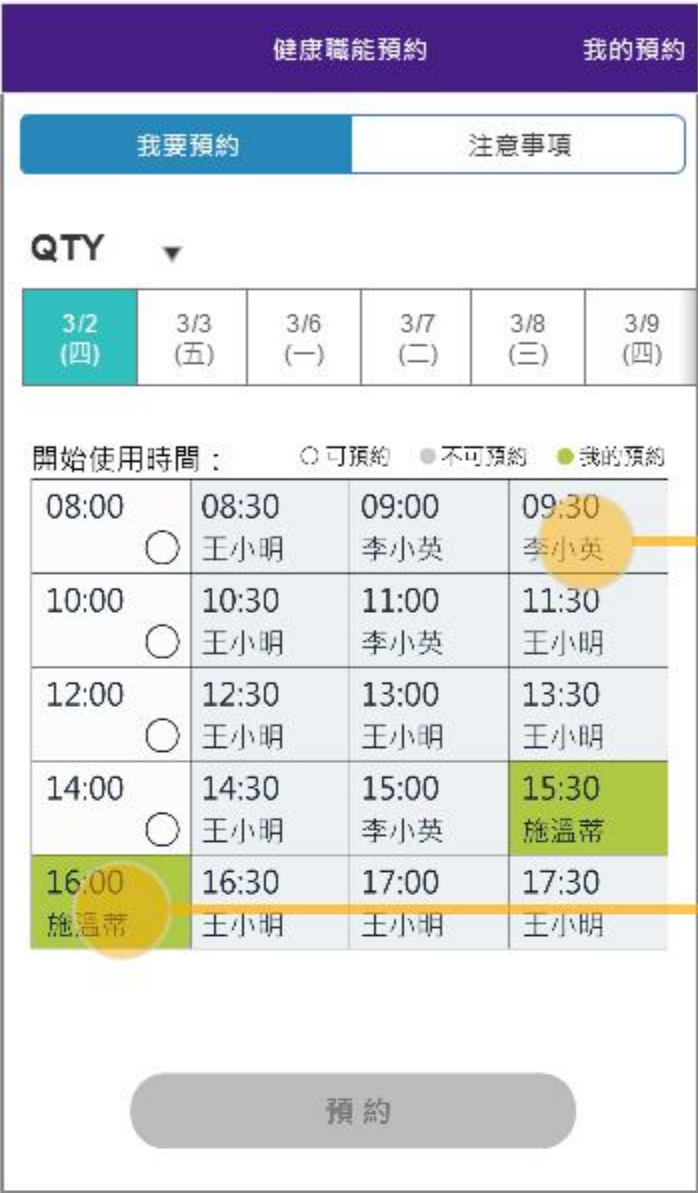 健康職能預約 我的預約
我要預約 注意事項
QTY
3/2 3/3 3/6 3/7 3/8 3/9
(四) (五) (一) (二) (三) (四)
開始使用時間： 可預約 不可預約 我的預約
08:00 08:30 09:00 09:30
王小明 李小英 李小英
10:00 10:30 11:00 11:30
王小明 李小英 王小明
12:00 12:30 13:00 13:30
王小明 王小明 王小明
14:00 14:30 15:00 15:30
王小明 李小英 施溫蒂
16:00 16:30 17:00 17:30
施溫蒂 王小明 王小明 王小明
預約